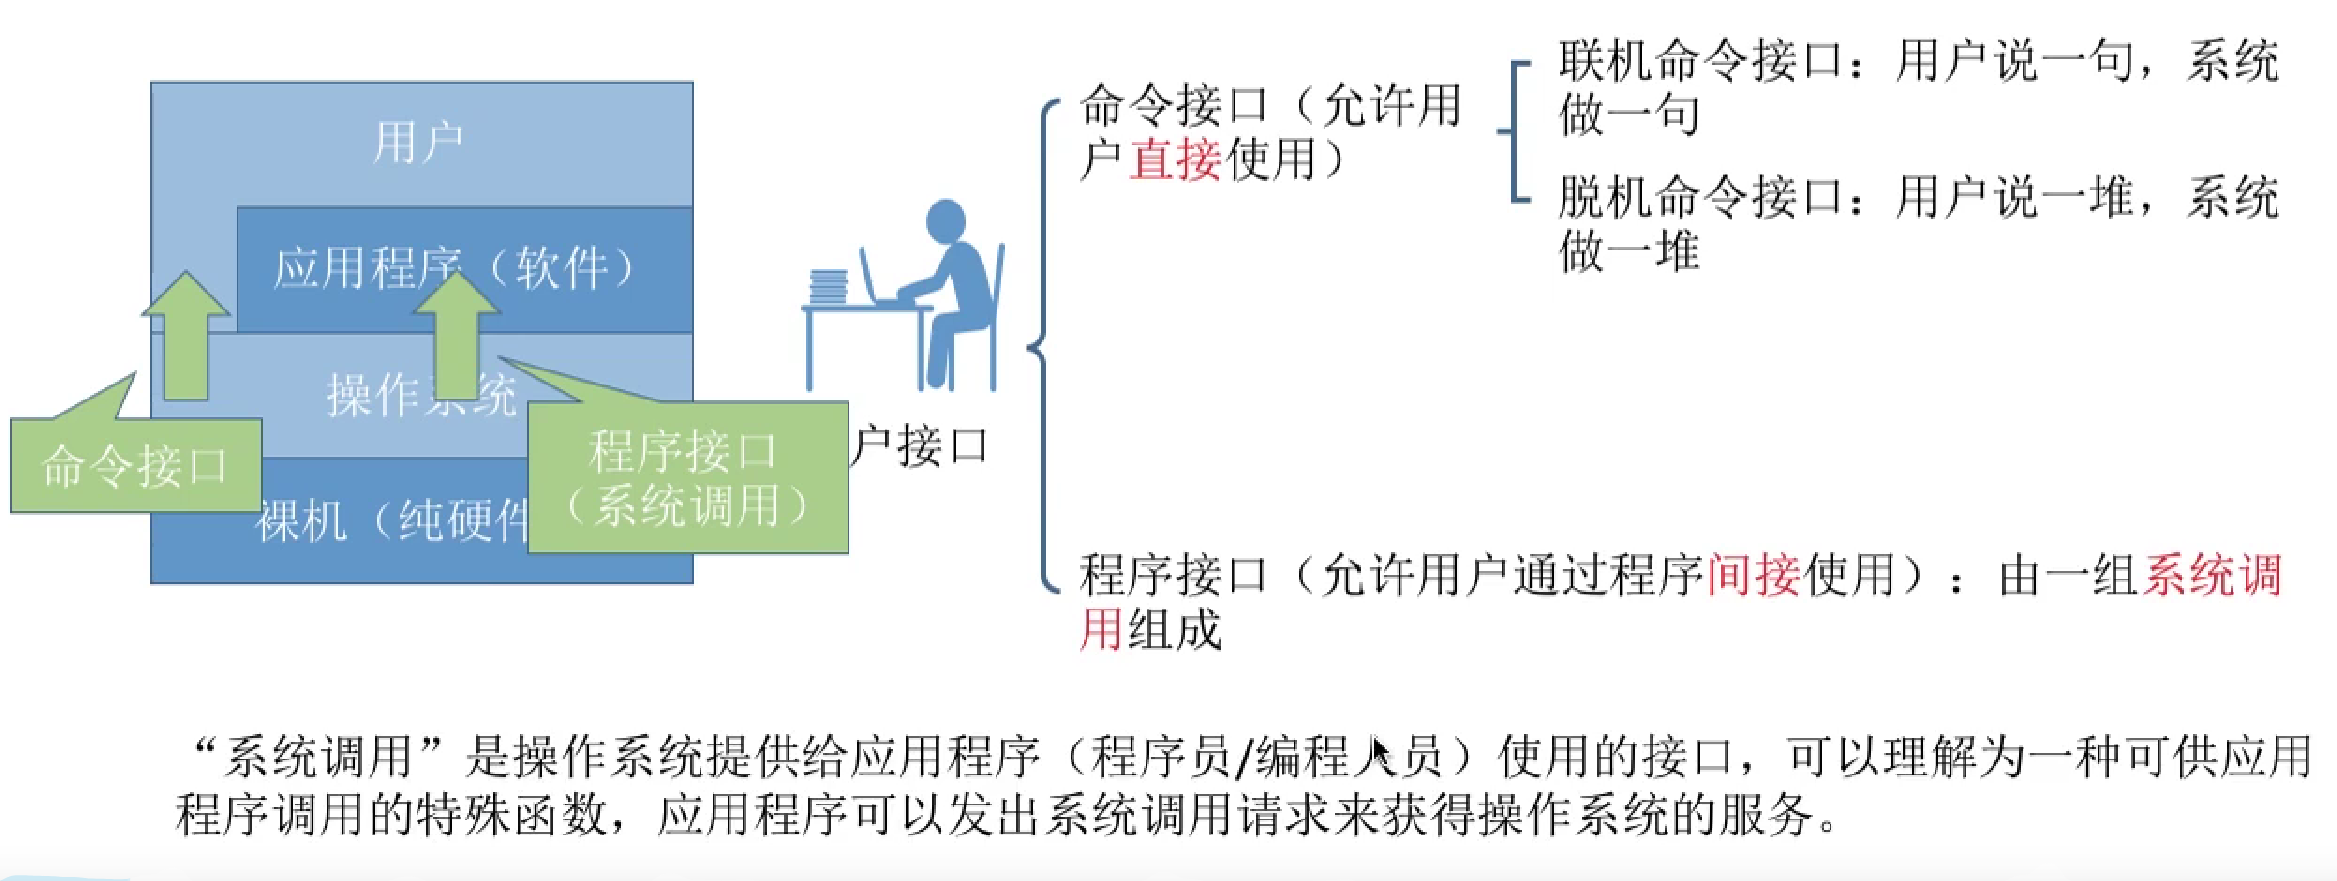 用户
应用程序（软件）
操作系统
命令接口
程序接口
（系统调用）
裸机（纯硬件
户接口
命令接口（允许用
户直接使用）
联机命令接口：用户说一句，系统
做一句
脱机命令接口：用户说一堆，系统
做一堆
程序接口（允许用户通过程序间接使用）：由一组系统调
用组成
“系统调用”是操作系统提供给应用程序（程序员/编程人员）使用的接口，可以理解为一种可供应用
程序调用的特殊函数，应用程序可以发出系统调用请求来获得操作系统的服务。